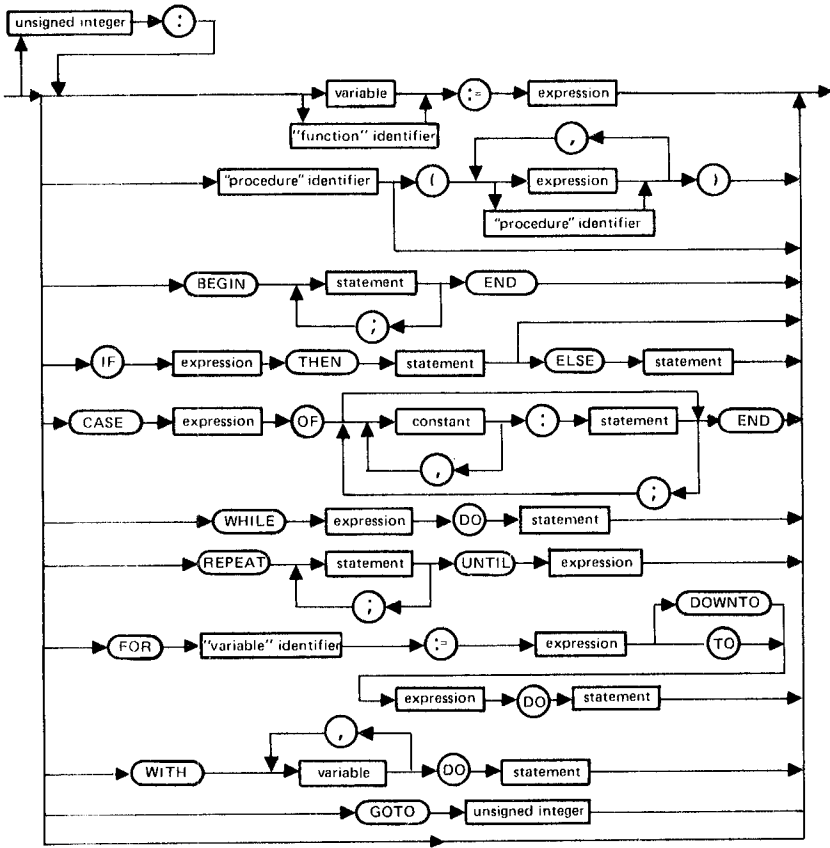 unsigned integer :
variable := expression
"function" identifier
,
"procedure" identifier ( expression )
"procedure" identifier
BEGIN statement END
;
IF expression THEN statement ELSE statement
CASE expression OF constant : statement END
,
;
WHILE expression DO statement
REPEAT statement UNTIL expression
;
DOWNTO
FOR "variable" identifier := expression TO
expression DO statement
,
WITH variable DO statement
GOTO unsigned integer